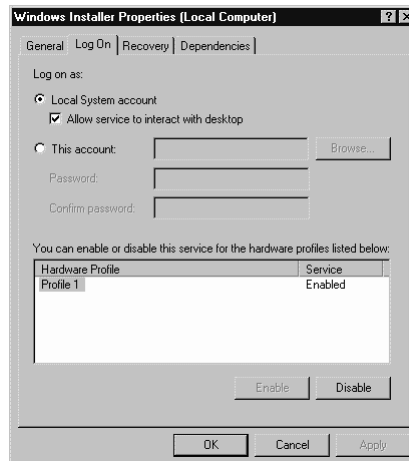 Windows Installer Properties (Local Computer)
General Log On Recovery Dependencies
Log on as:
Local System account
Allow service to interact with desktop
This account: Browse...
Password:
Confirm password:
You can enable or disable this service for the hardware profiles listed below:
Hardware Profile Service
Profile 1 Enabled
Enable Disable
OK Cancel Apply